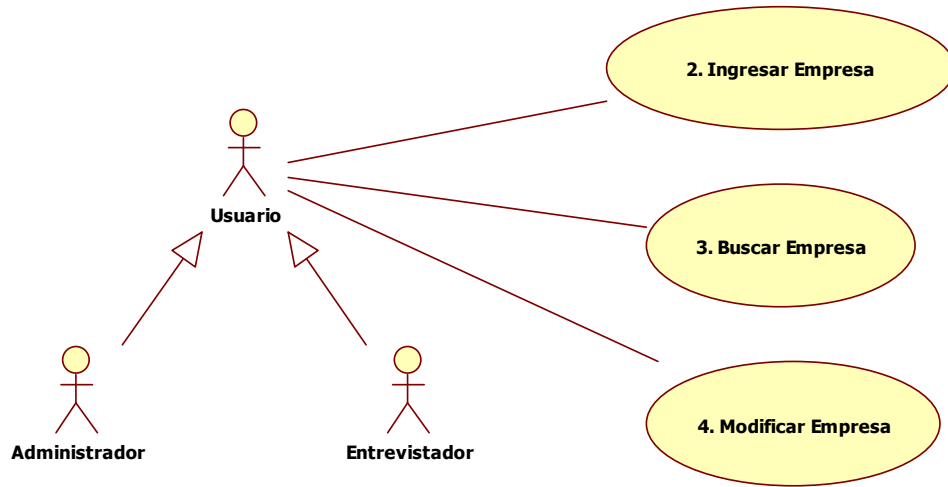 2. Ingresar Empresa
Usuario
3. Buscar Empresa
4. Modificar Empresa
Administrador
Entrevistador